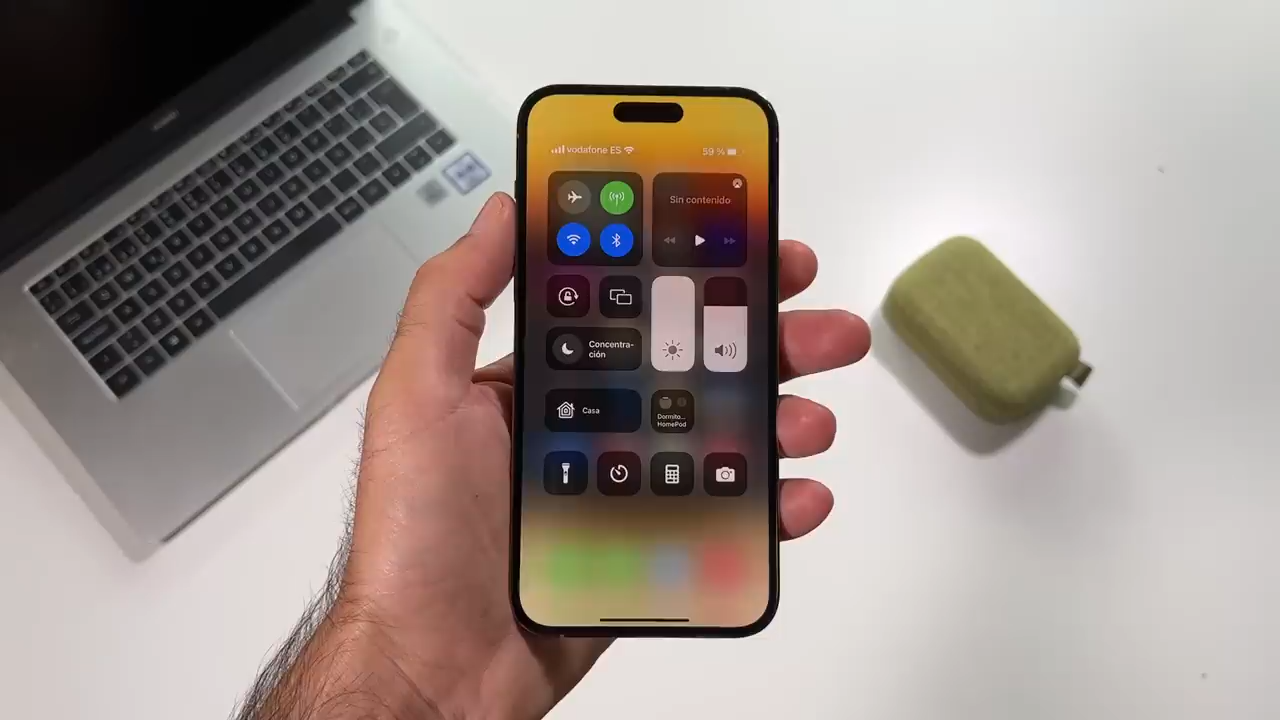 vodafone ES
59 %
Sin contenido
Concentra-
ción
Casa
Dormito...
HomePod